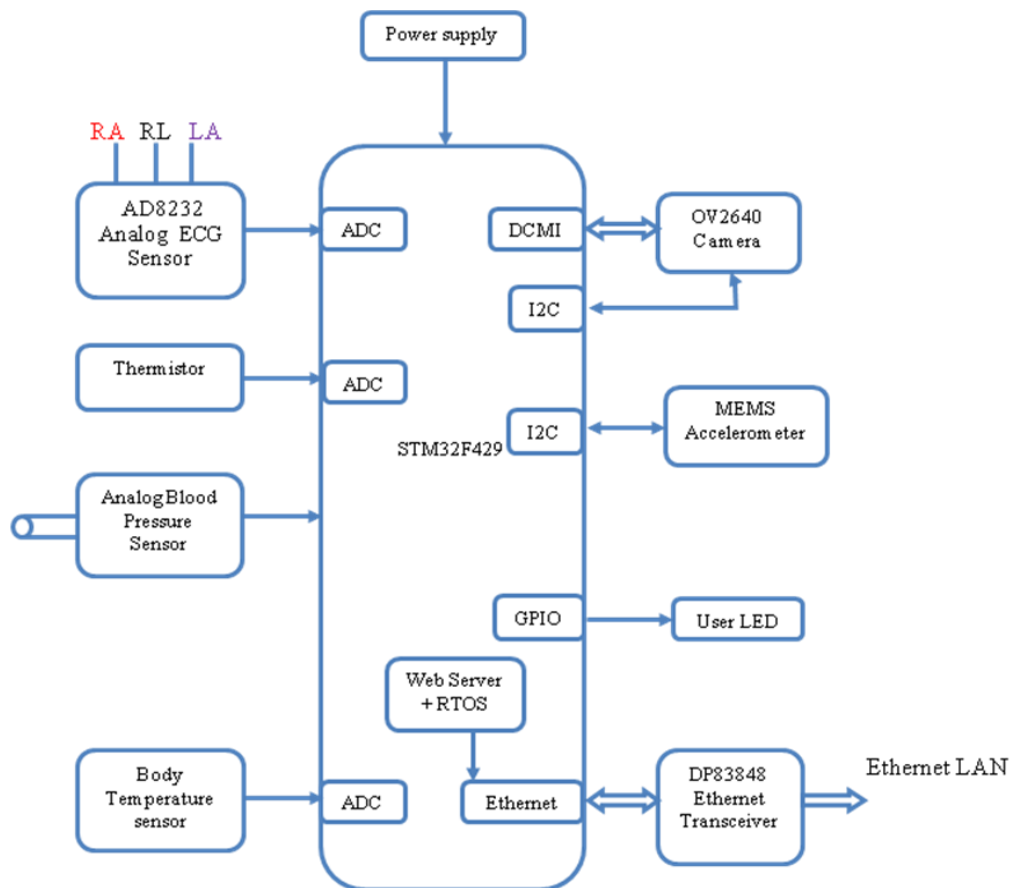 Power supply
RA RL LA
AD8232
Analog ECG
Sensor
ADC
DCMI
OV2640
Camera
I2C
Thermistor
ADC
MEMS
Accelerometer
I2C
STM32F429
Analog Blood
Pressure
Sensor
GPIO
User LED
Web Server
+ RTOS
Body
Temperature
sensor
ADC
Ethernet
DP83848
Ethernet
Transceiver
Ethernet LAN